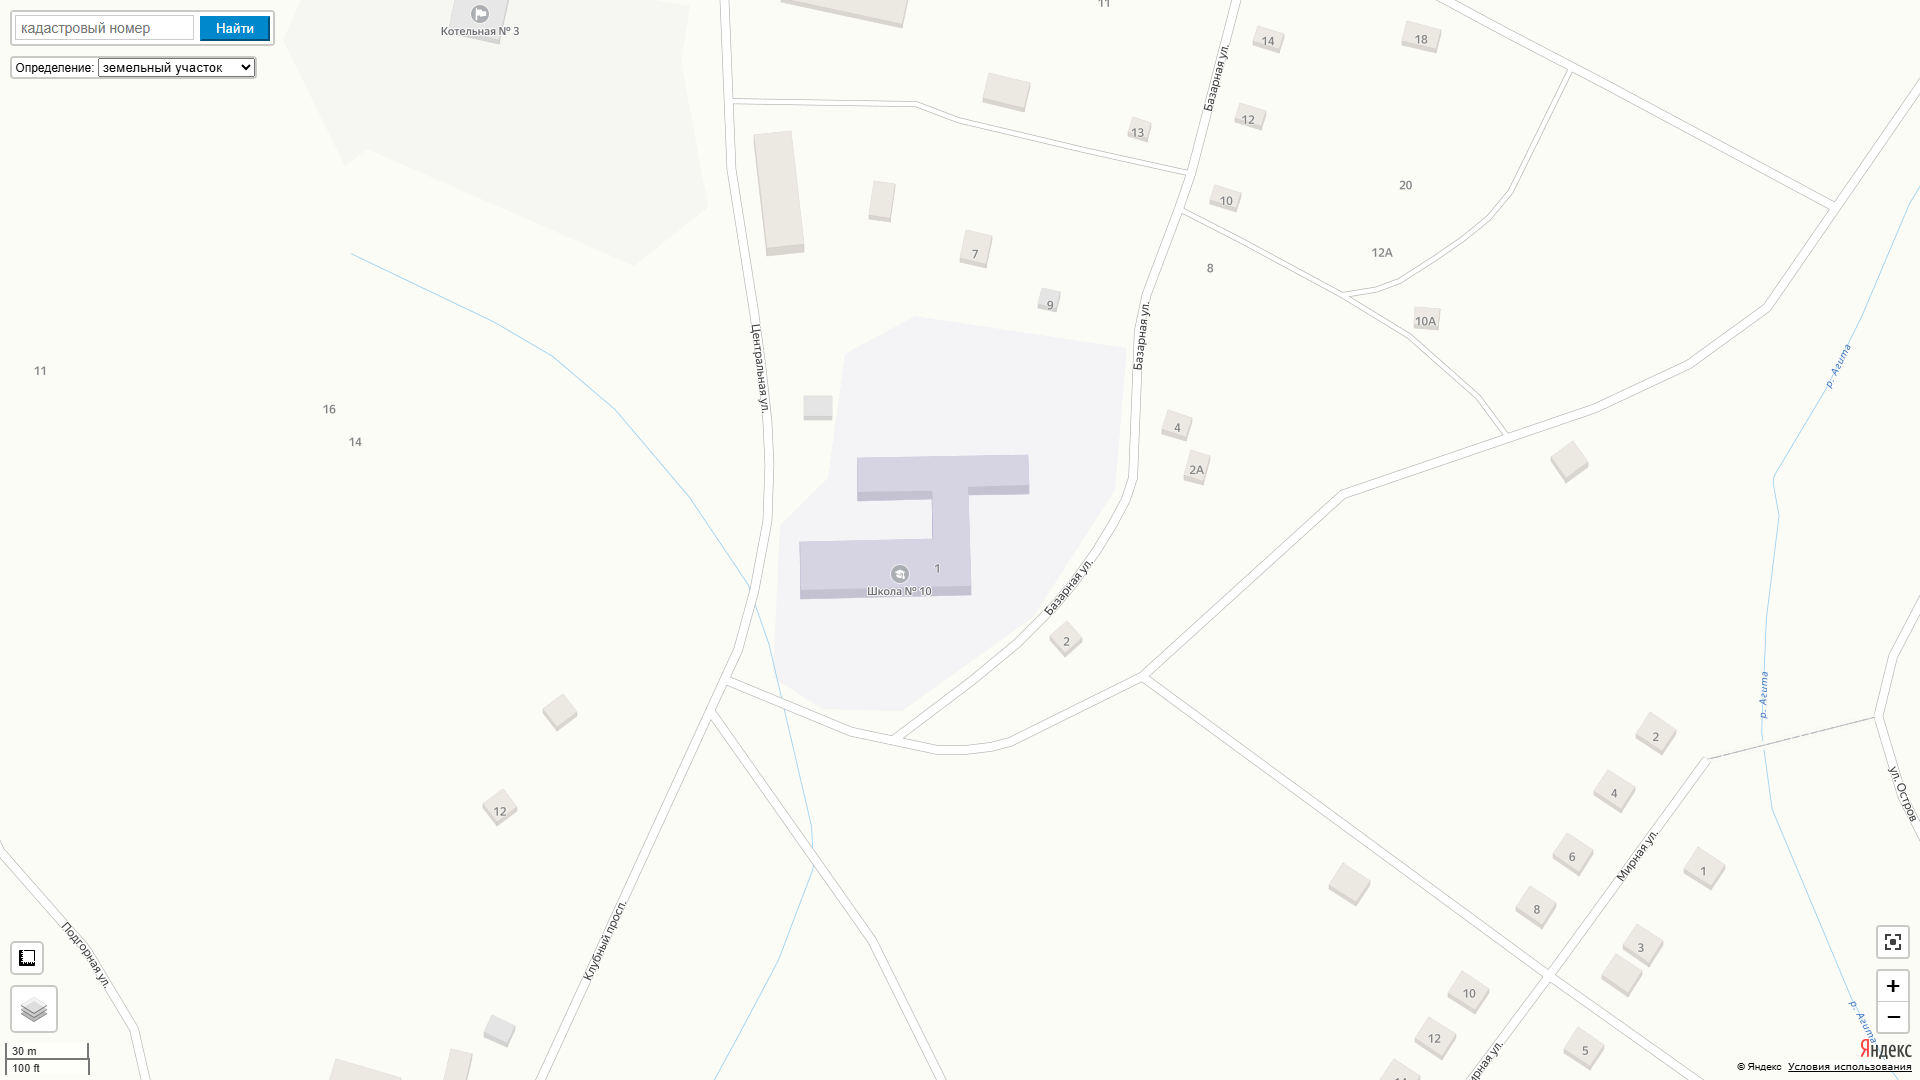 кадастровый номер
Найти
Определение: земельный участок
Котельная № 3
11
14
18
Базарная ул.
12
13
20
10
12А
7
8
9
10А
Центральная ул.
Базарная ул.
р. Агита
11
16
14
4
2А
1
Школа № 10
Базарная ул.
2
р. Агита
2
4
ул. Остров
12
6
Мирная ул.
1
8
3
Клубный просп.
Подгорная ул.
10
12
р. Агита
5
30 m
100 ft
+
−
Яндекс
© Яндекс Условия использования